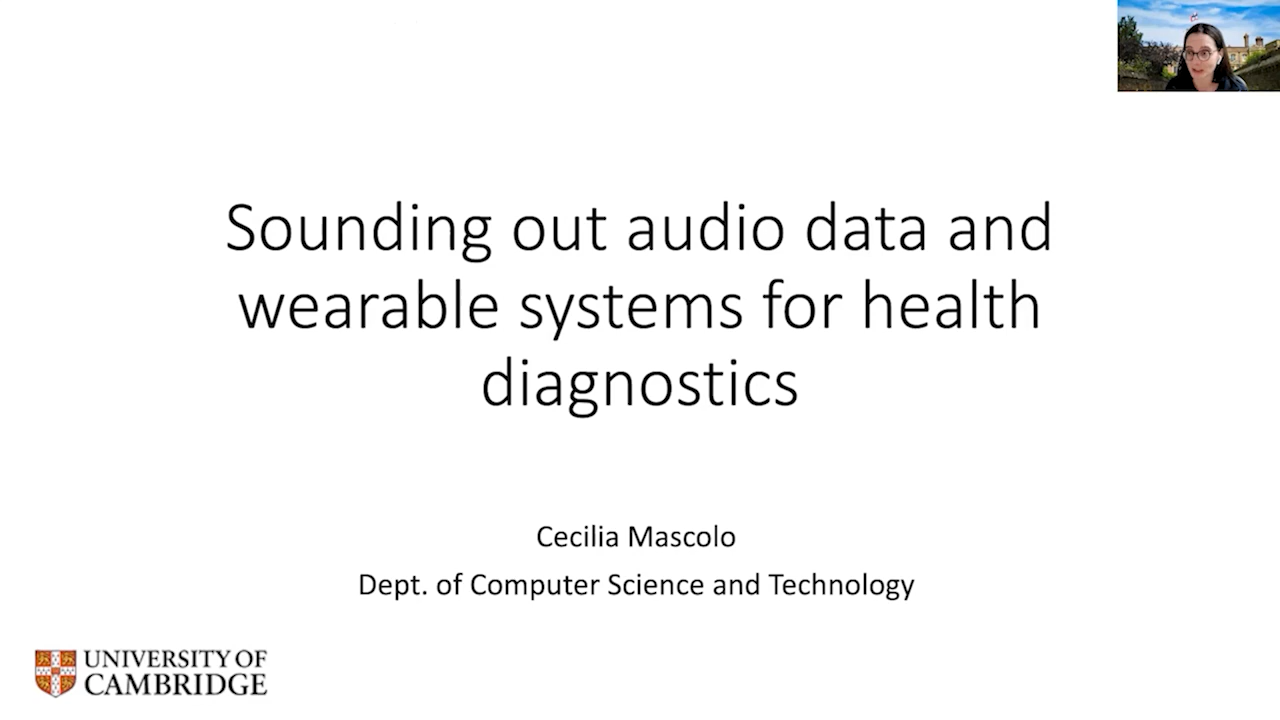 Sounding out audio data and
wearable systems for health
diagnostics
Cecilia Mascolo
Dept. of Computer Science and Technology
UNIVERSITY OF
CAMBRIDGE